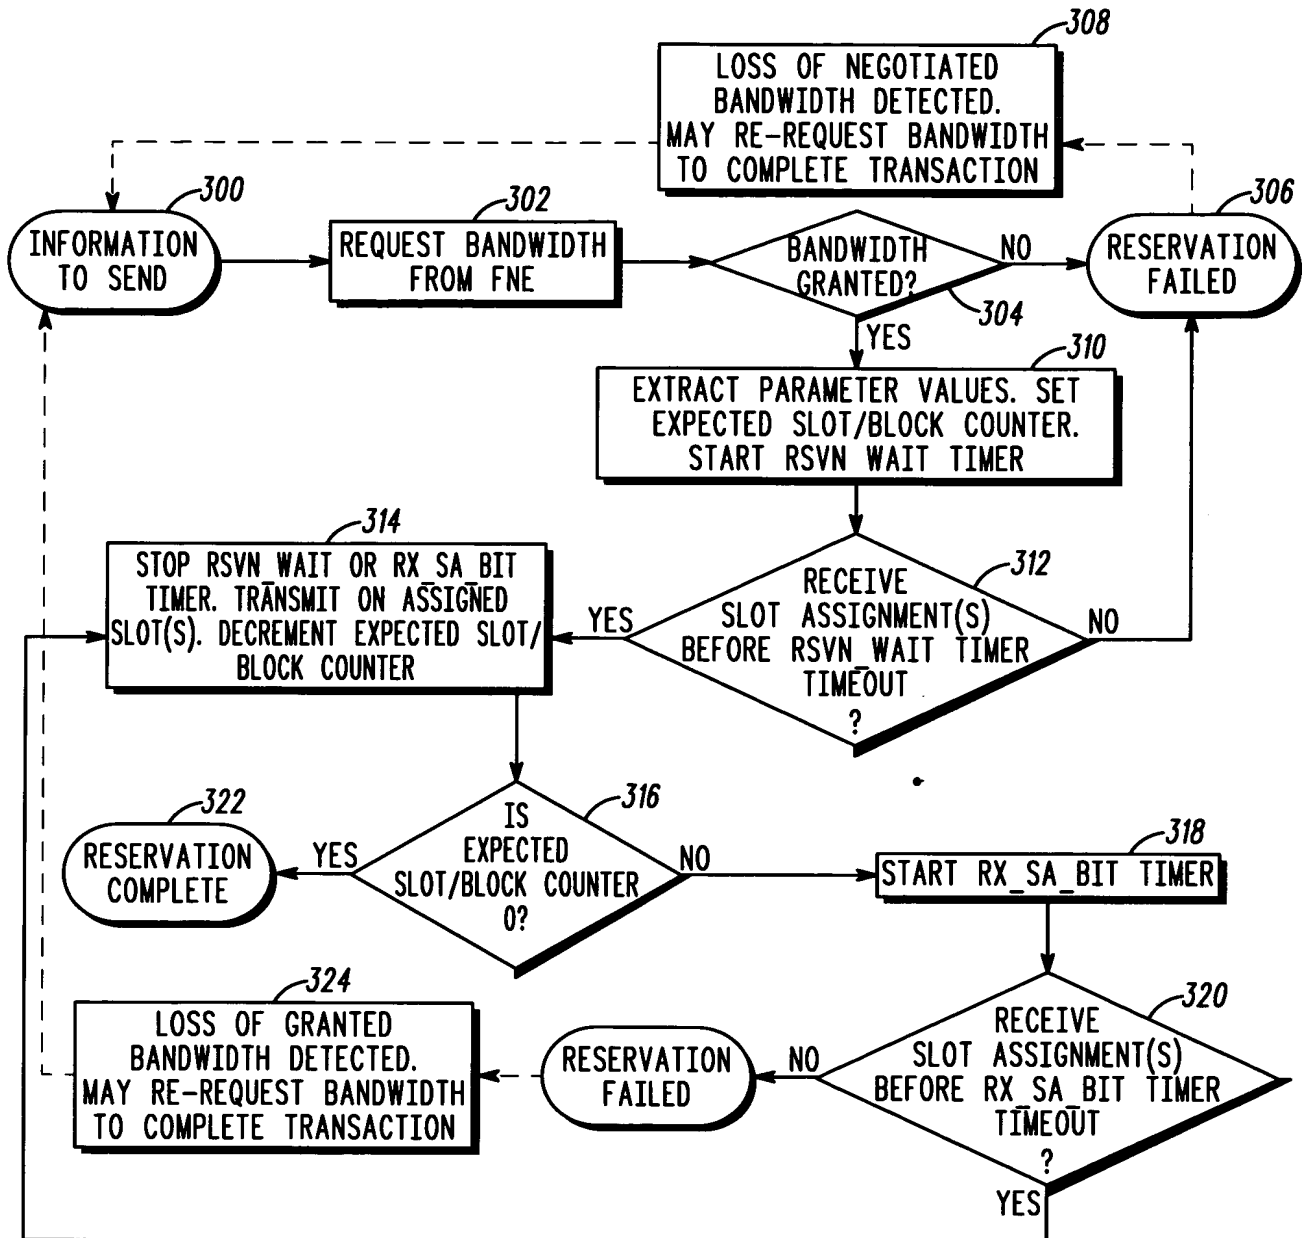 308
LOSS OF NEGOTIATED
BANDWIDTH DETECTED.
MAY RE-REQUEST BANDWIDTH
TO COMPLETE TRANSACTION
300
INFORMATION
TO SEND
302
REQUEST BANDWIDTH
FROM FNE
BANDWIDTH
GRANTED?
304
NO
306
RESERVATION
FAILED
YES
310
EXTRACT PARAMETER VALUES. SET
EXPECTED SLOT/BLOCK COUNTER.
START RSVN WAIT TIMER
314
STOP RSVN_WAIT OR RX_SA_BIT
TIMER. TRANSMIT ON ASSIGNED
SLOT(S). DECREMENT EXPECTED SLOT/
BLOCK COUNTER
YES
312
RECEIVE
SLOT ASSIGNMENT(S)
BEFORE RSVN_WAIT TIMER
TIMEOUT
?
NO
322
RESERVATION
COMPLETE
YES
316
IS
EXPECTED
SLOT/BLOCK COUNTER
0?
NO
318
START RX_SA_BIT TIMER
324
LOSS OF GRANTED
BANDWIDTH DETECTED.
MAY RE-REQUEST BANDWIDTH
TO COMPLETE TRANSACTION
RESERVATION
FAILED
NO
320
RECEIVE
SLOT ASSIGNMENT(S)
BEFORE RX_SA_BIT TIMER
TIMEOUT
?
YES